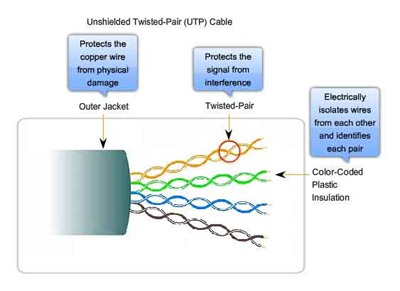 Unshielded Twisted-Pair (UTP) Cable
Protects the
copper wire
from physical
damage
Protects the
signal from
interference
Outer Jacket
Twisted-Pair
Electrically
isolates wires
from each other
and identifies
each pair
Color-Coded
Plastic
Insulation